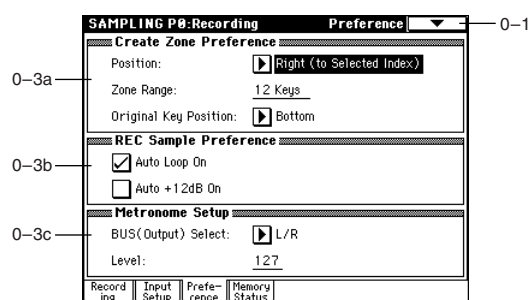 SAMPLING P0:Recording Preference 0–1
Create Zone Preference
Position: Right (to Selected Index)
0–3a
Zone Range: 12 Keys
Original Key Position: Bottom
REC Sample Preference
0–3b
Auto Loop On
Auto +12dB On
Metronome Setup
0–3c
BUS(Output) Select: L/R
Level: 127
Record Input Prefe– Memory
ing Setup rence Status